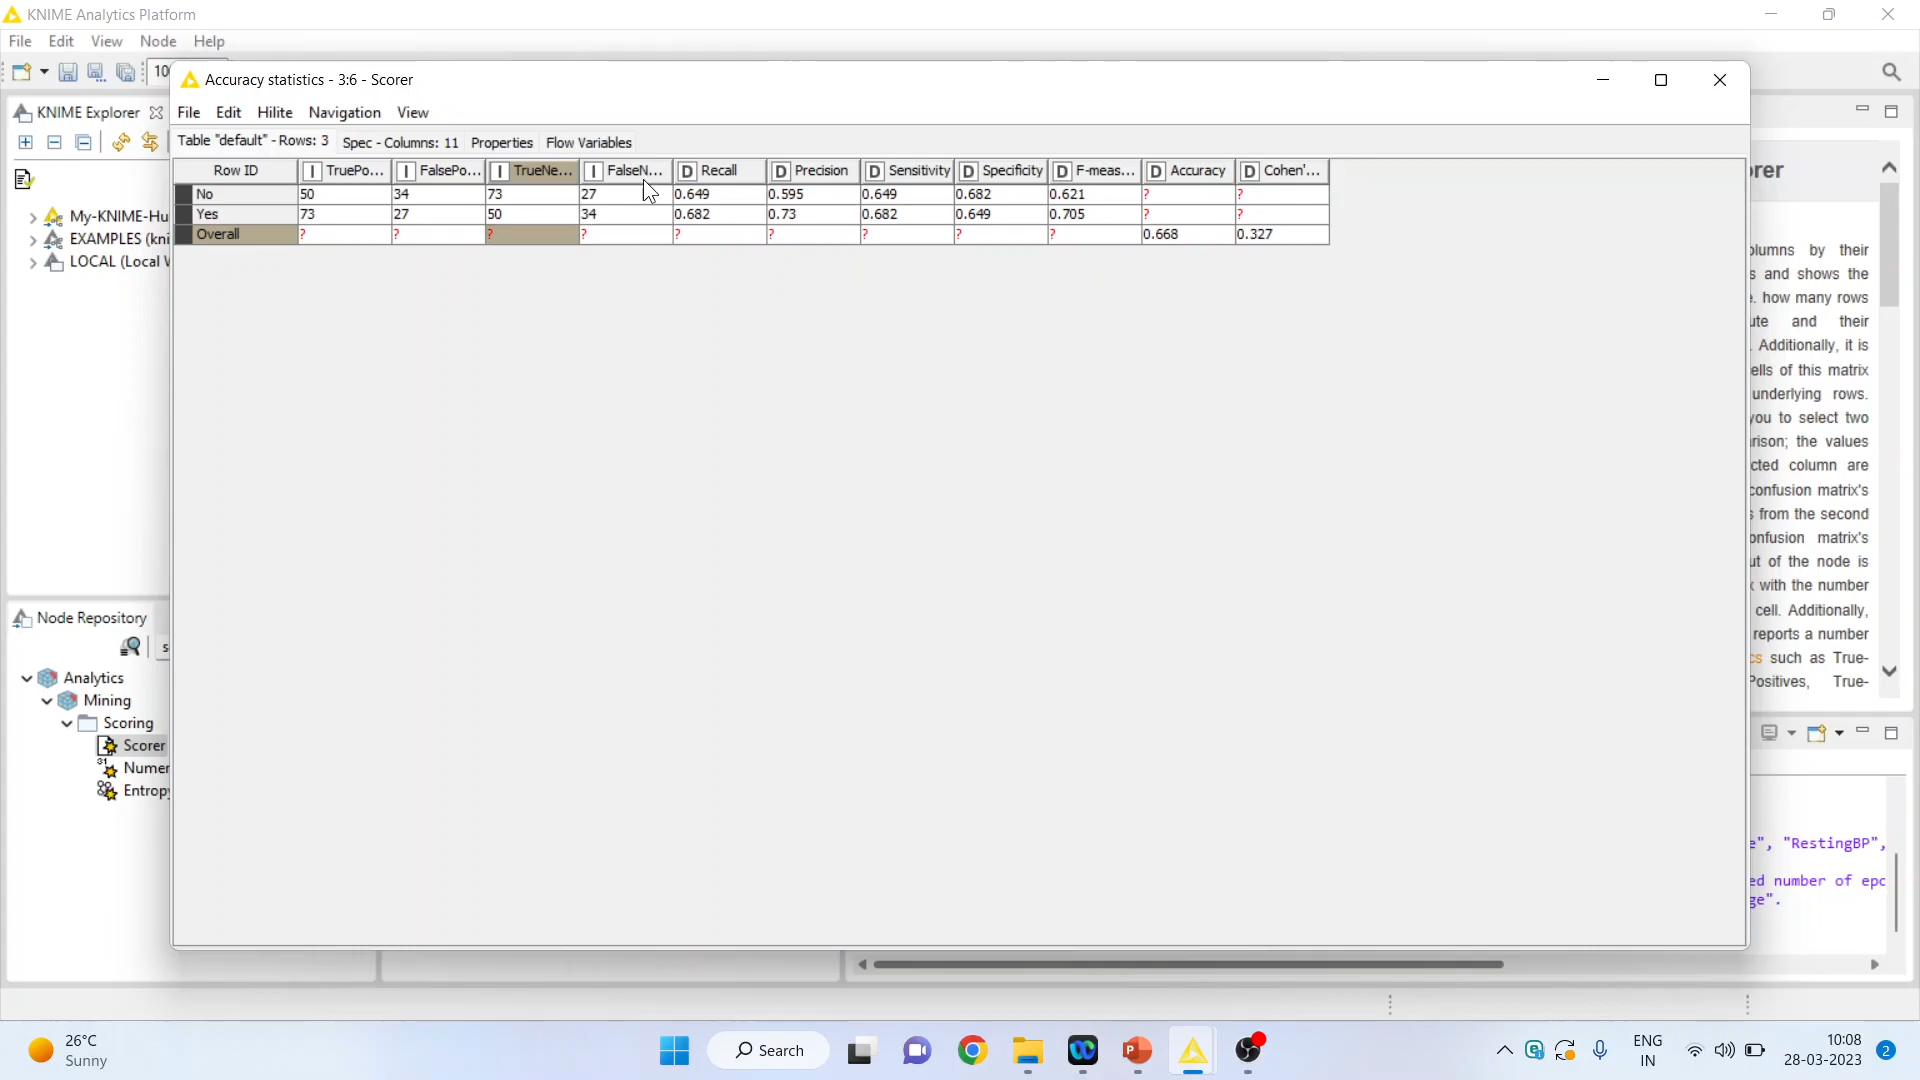 KNIME Analytics Platform
File Edit View Node Help
10
KNIME Explorer
My-KNIME-Hu
EXAMPLES (kni
LOCAL (Local
Accuracy statistics - 3:6 - Scorer
File Edit Hilite Navigation View
Table "default" - Rows: 3 Spec - Columns: 11 Properties Flow Variables
Row ID I TruePo... I FalsePo... I TrueNe... I FalseN... D Recall D Precision D Sensitivity D Specificity D F-meas... D Accuracy D Cohen'...
No 50 34 73 27 0.649 0.595 0.649 0.682 0.621 ? ?
Yes 73 27 50 34 0.682 0.73 0.682 0.649 0.705 ? ?
Overall ? ? ? ? ? ? ? ? ? 0.668 0.327
orer
olumns by their
s and shows the
e. how many rows
ute and their
. Additionally, it is
ells of this matrix
underlying rows.
you to select two
rison; the values
cted column are
confusion matrix's
s from the second
onfusion matrix's
ut of the node is
x with the number
cell. Additionally,
reports a number
cs such as True-
Positives, True-
Node Repository
s
Analytics
Mining
Scoring
Scorer
Numer
Entropy
e", "RestingBP",
ed number of epc
ge".
26°C
Sunny
Search
ENG
IN
10:08
28-03-2023
2